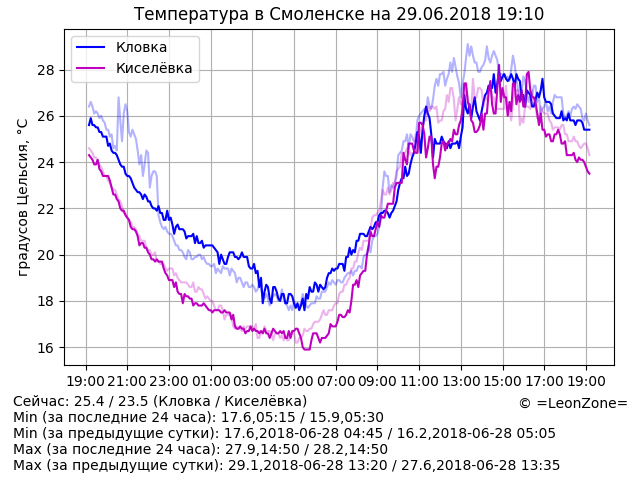 Температура в Смоленске на 29.06.2018 19:10
Кловка
Киселёвка
градусов Цельсия, °C
28
26
24
22
20
18
16
19:00 21:00 23:00 01:00 03:00 05:00 07:00 09:00 11:00 13:00 15:00 17:00 19:00
Сейчас: 25.4 / 23.5 (Кловка / Киселёвка)
© =LeonZone=
Min (за последние 24 часа): 17.6,05:15 / 15.9,05:30
Min (за предыдущие сутки): 17.6,2018-06-28 04:45 / 16.2,2018-06-28 05:05
Max (за последние 24 часа): 27.9,14:50 / 28.2,14:50
Max (за предыдущие сутки): 29.1,2018-06-28 13:20 / 27.6,2018-06-28 13:35